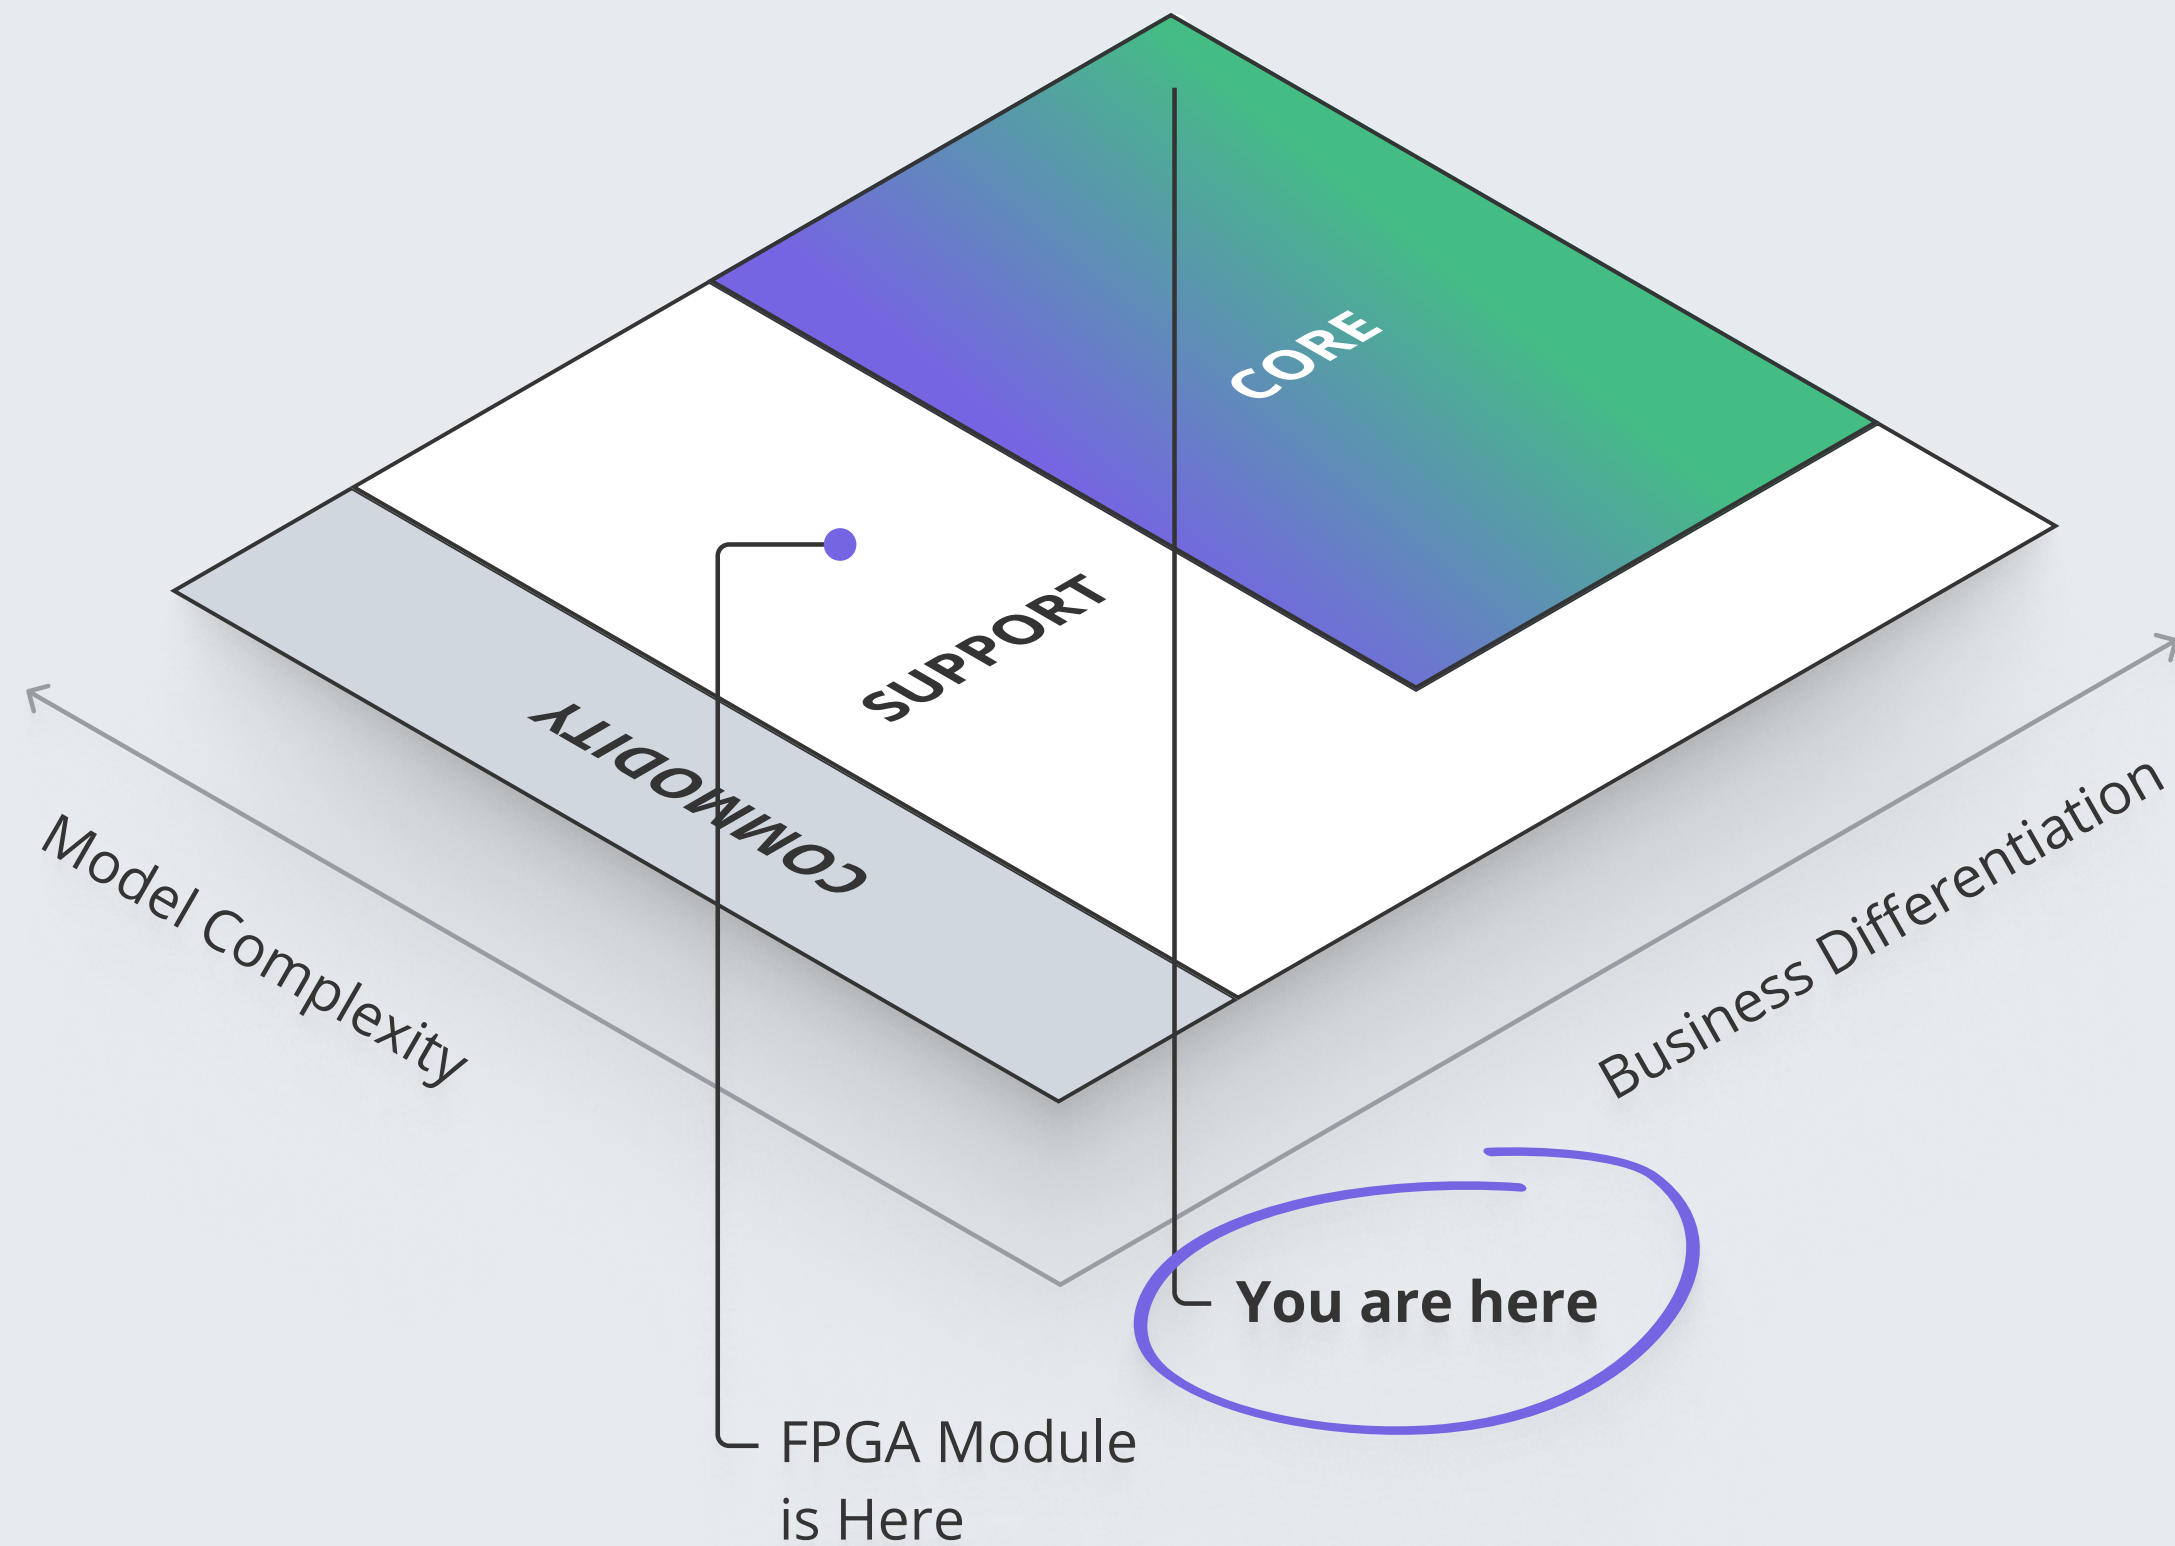 CORE
SUPPORT
COMMODITY
Model Complexity
Business Differentiation
You are here
FPGA Module
is Here